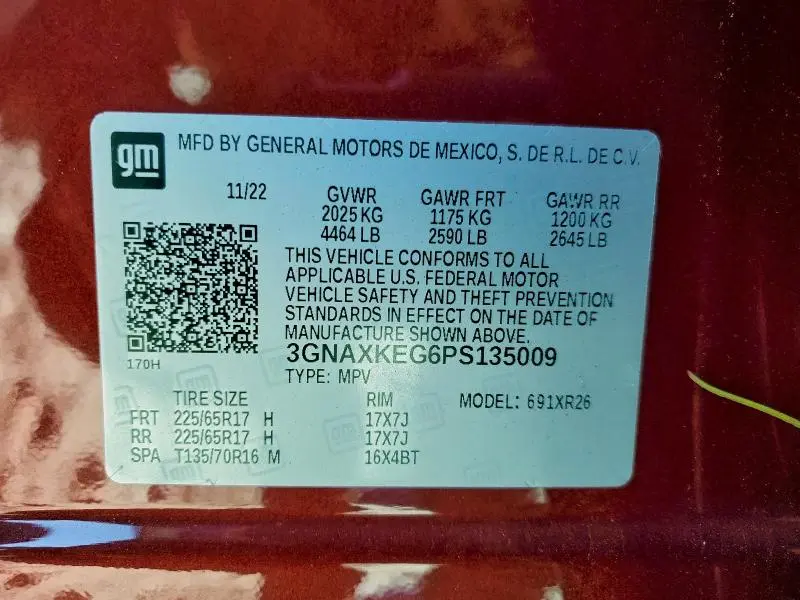 gm
MFD BY GENERAL MOTORS DE MEXICO, S. DE R.L. DE C.V.
11/22 GVWR GAWR FRT GAWR RR
2025 KG 1175 KG 1200 KG
4464 LB 2590 LB 2645 LB
THIS VEHICLE CONFORMS TO ALL
APPLICABLE U.S. FEDERAL MOTOR
VEHICLE SAFETY AND THEFT PREVENTION
STANDARDS IN EFFECT ON THE DATE OF
MANUFACTURE SHOWN ABOVE.
170H
3GNAXKEG6PS135009
TYPE: MPV
TIRE SIZE RIM MODEL: 691XR26
FRT 225/65R17 H 17X7J
RR 225/65R17 H 17X7J
SPA T135/70R16 M 16X4BT